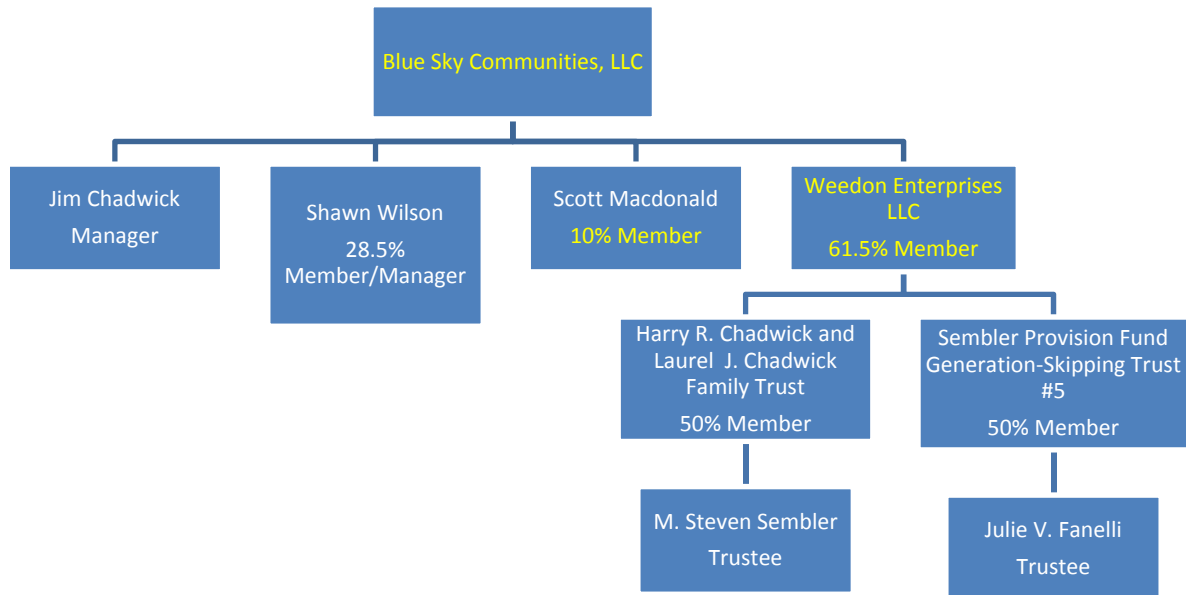 Blue Sky Communities, LLC
Jim Chadwick
Manager
Shawn Wilson
28.5%
Member/Manager
Scott Macdonald
10% Member
Weedon Enterprises
LLC
61.5% Member
Harry R. Chadwick and
Laurel J. Chadwick
Family Trust
50% Member
Sembler Provision Fund
Generation-Skipping Trust
#5
50% Member
M. Steven Sembler
Trustee
Julie V. Fanelli
Trustee